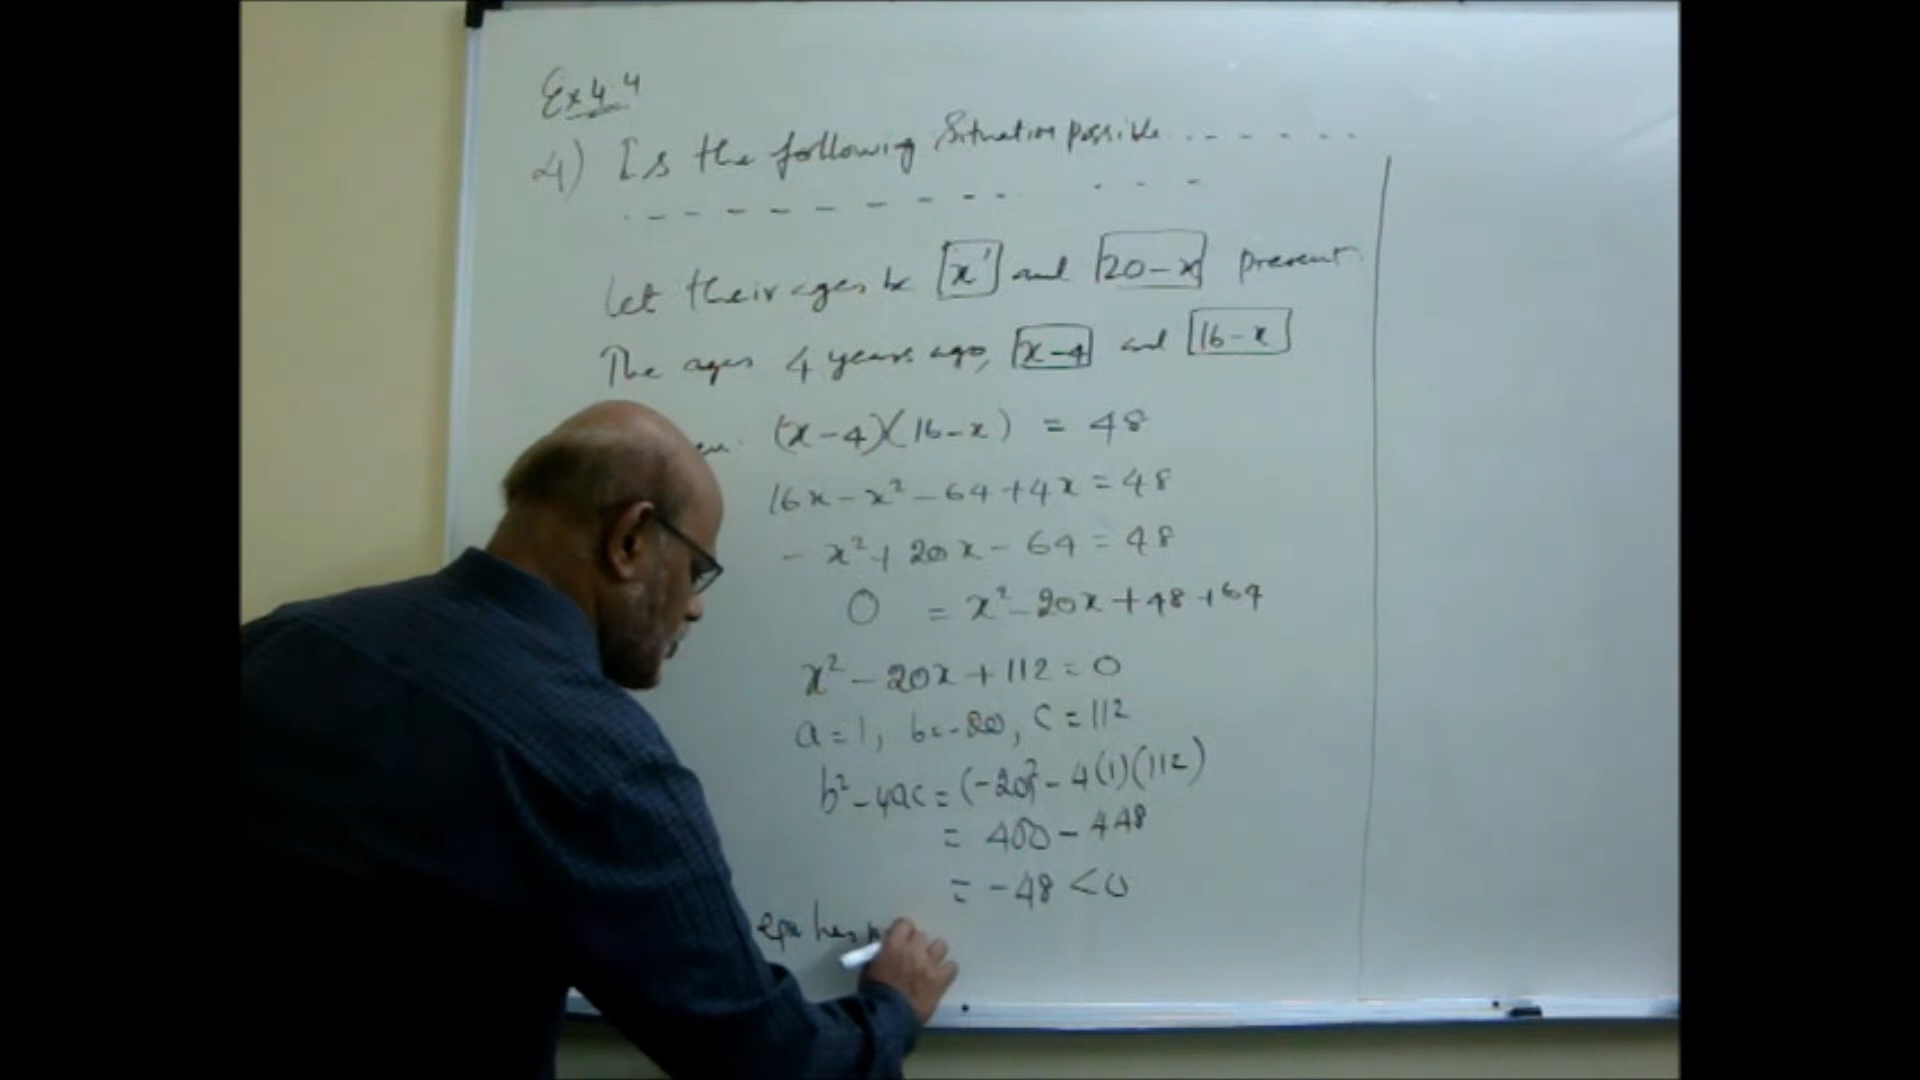 Ex 4.4
4) Is the following Situation possible - - - - - -
- - - - - - - - - - - -
Let their ages be x and 20-x present
The ages 4 years ago, x-4 and 16-x
(x-4)(16-x) = 48
16x - x² - 64 + 4x = 48
- x² + 20x - 64 = 48
0 = x² - 20x + 48 + 64
x² - 20x + 112 = 0
a = 1, b = -20, c = 112
b² - 4ac = (-20)² - 4(1)(112)
= 400 - 448
= -48 < 0
eqn has